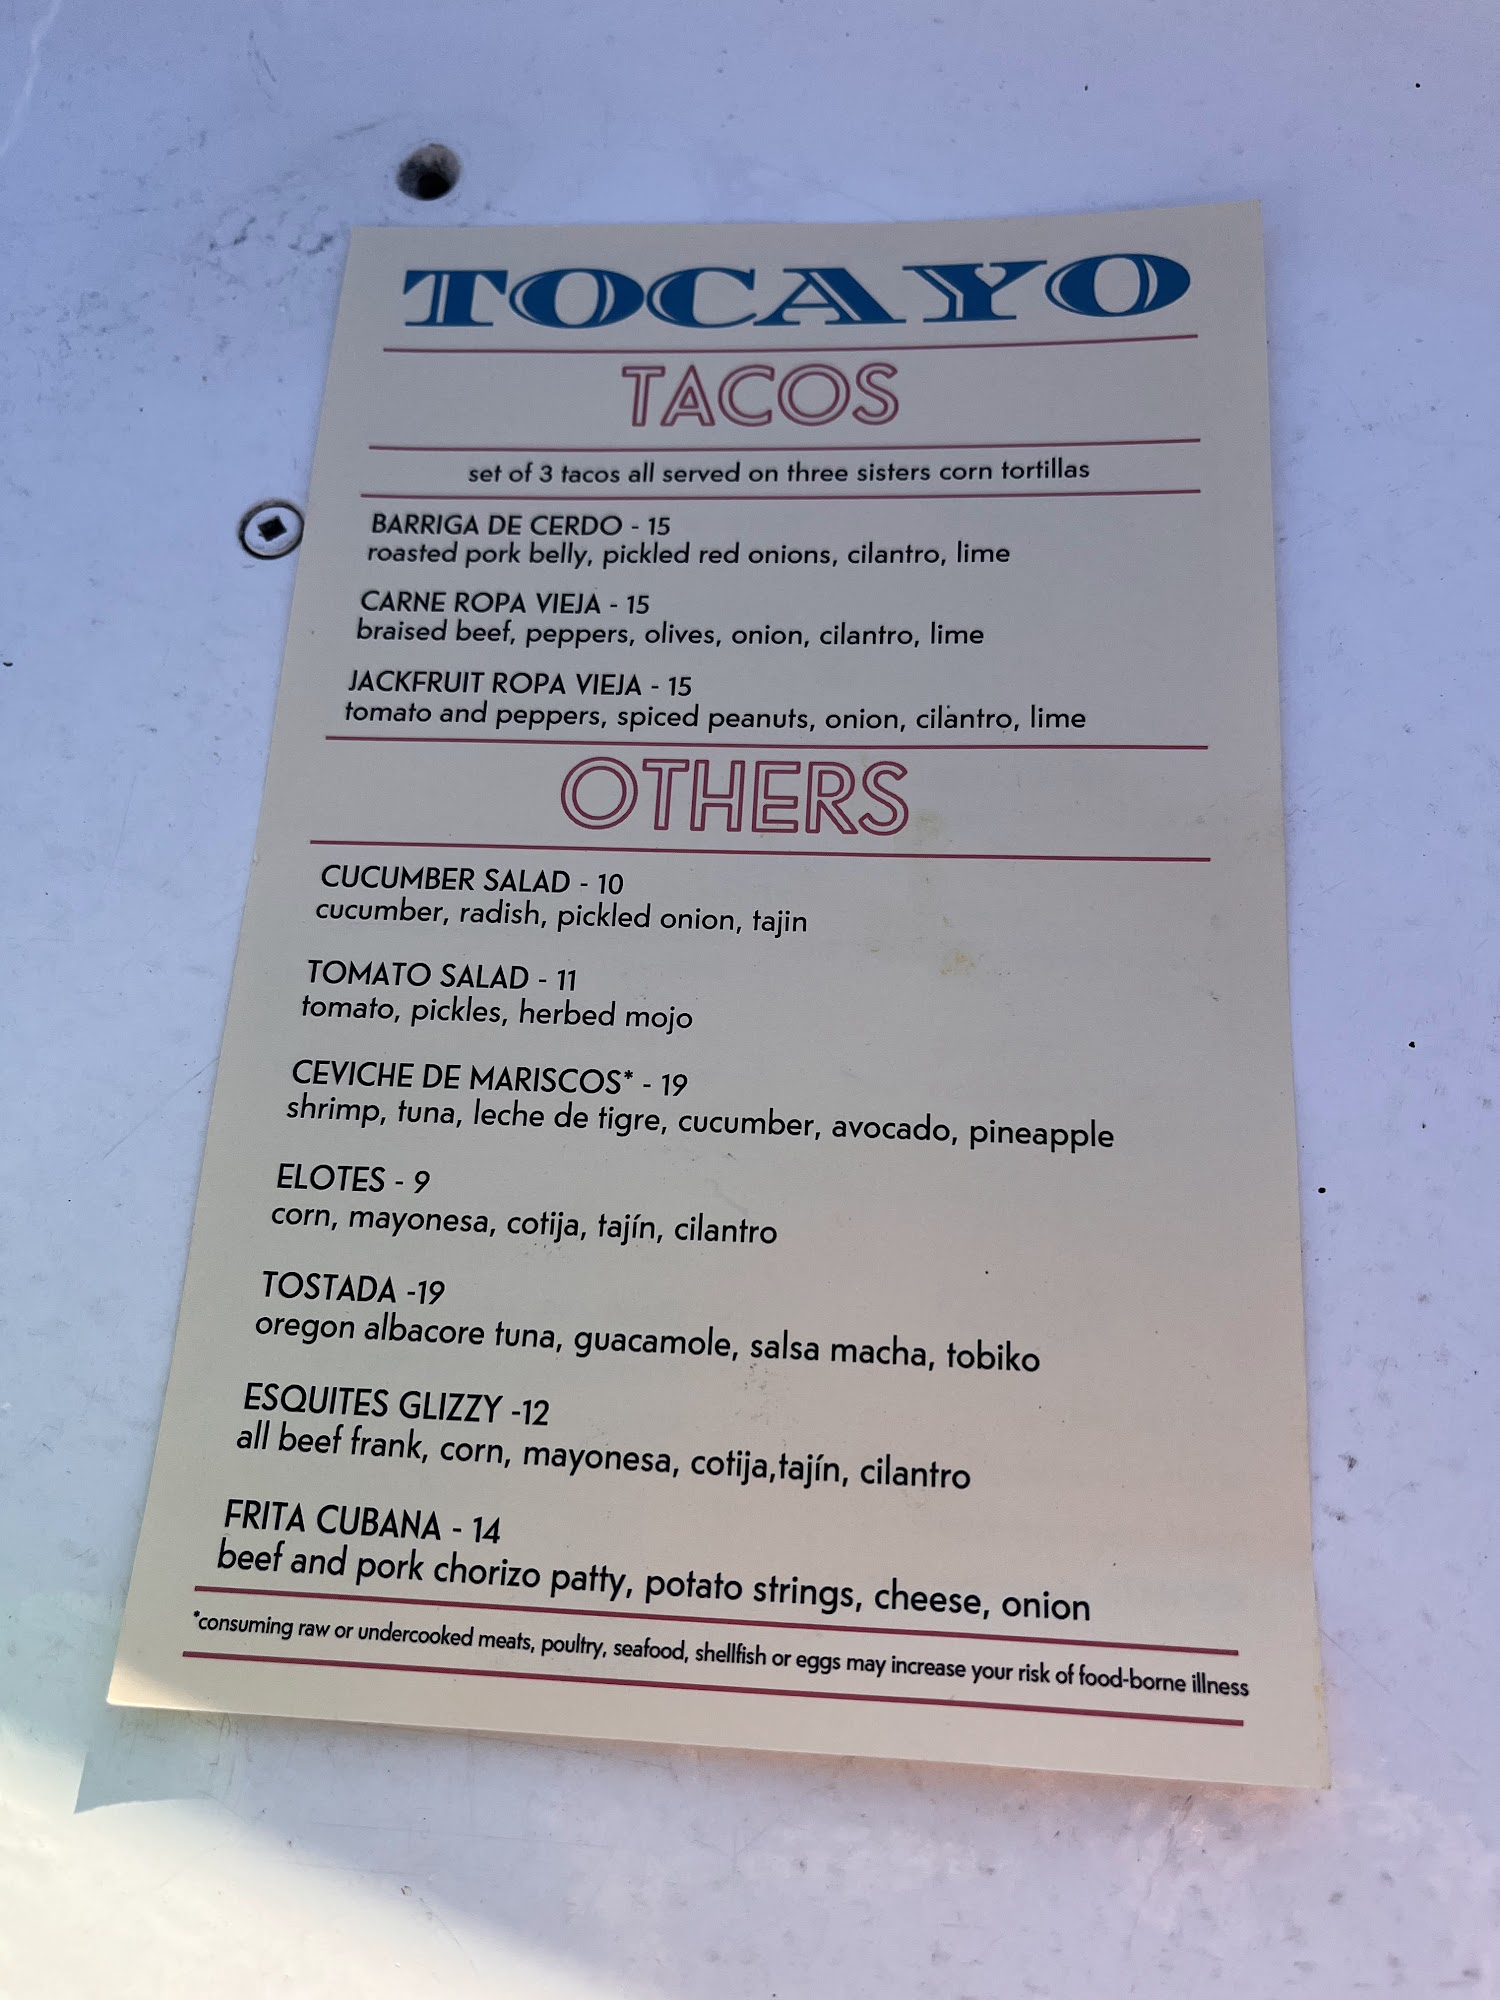 TOCAYO
TACOS
set of 3 tacos all served on three sisters corn tortillas
BARRIGA DE CERDO - 15
roasted pork belly, pickled red onions, cilantro, lime
CARNE ROPA VIEJA - 15
braised beef, peppers, olives, onion, cilantro, lime
JACKFRUIT ROPA VIEJA - 15
tomato and peppers, spiced peanuts, onion, cilantro, lime
OTHERS
CUCUMBER SALAD - 10
cucumber, radish, pickled onion, tajin
TOMATO SALAD - 11
tomato, pickles, herbed mojo
CEVICHE DE MARISCOS* - 19
shrimp, tuna, leche de tigre, cucumber, avocado, pineapple
ELOTES - 9
corn, mayonesa, cotija, tajín, cilantro
TOSTADA -19
oregon albacore tuna, guacamole, salsa macha, tobiko
ESQUITES GLIZZY -12
all beef frank, corn, mayonesa, cotija,tajín, cilantro
FRITA CUBANA - 14
beef and pork chorizo patty, potato strings, cheese, onion
*consuming raw or undercooked meats, poultry, seafood, shellfish or eggs may increase your risk of food-borne illness